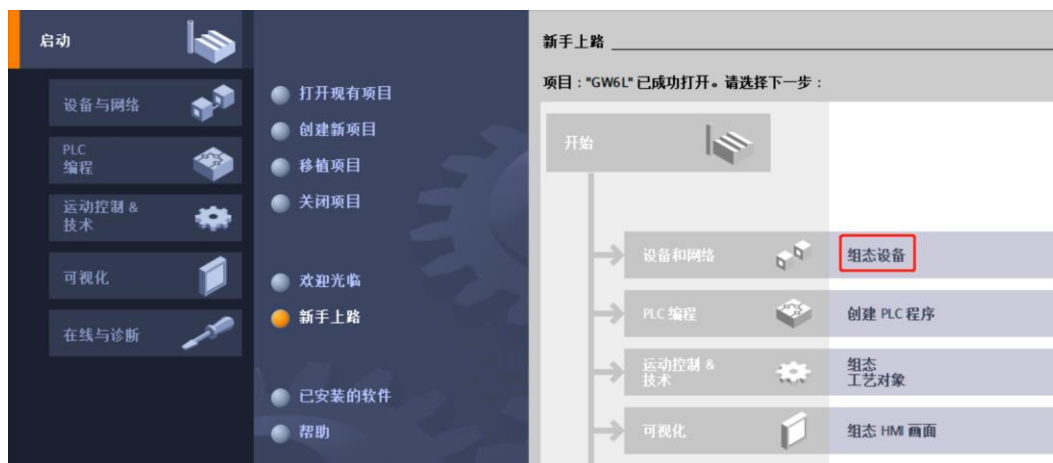 启动
设备与网络
PLC
编程
运动控制 &
技术
可视化
在线与诊断
打开现有项目
创建新项目
移植项目
关闭项目
欢迎光临
新手上路
已安装的软件
帮助
新手上路
项目："GW6L" 已成功打开。请选择下一步：
开始
设备和网络
组态设备
PLC 编程
创建 PLC 程序
运动控制 &
技术
组态
工艺对象
可视化
组态 HMI 画面